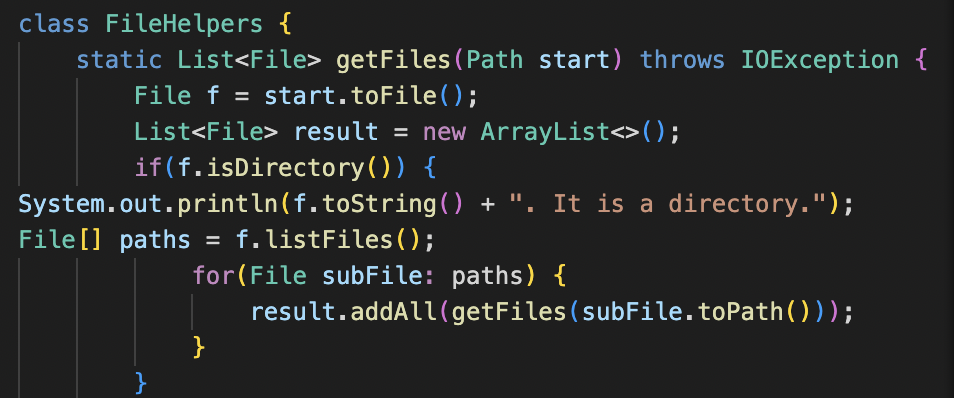 class FileHelpers {
    static List<File> getFiles(Path start) throws IOException {
        File f = start.toFile();
        List<File> result = new ArrayList<>();
        if(f.isDirectory()) {
System.out.println(f.toString() + ". It is a directory.");
File[] paths = f.listFiles();
            for(File subFile: paths) {
                result.addAll(getFiles(subFile.toPath()));
            }
        }